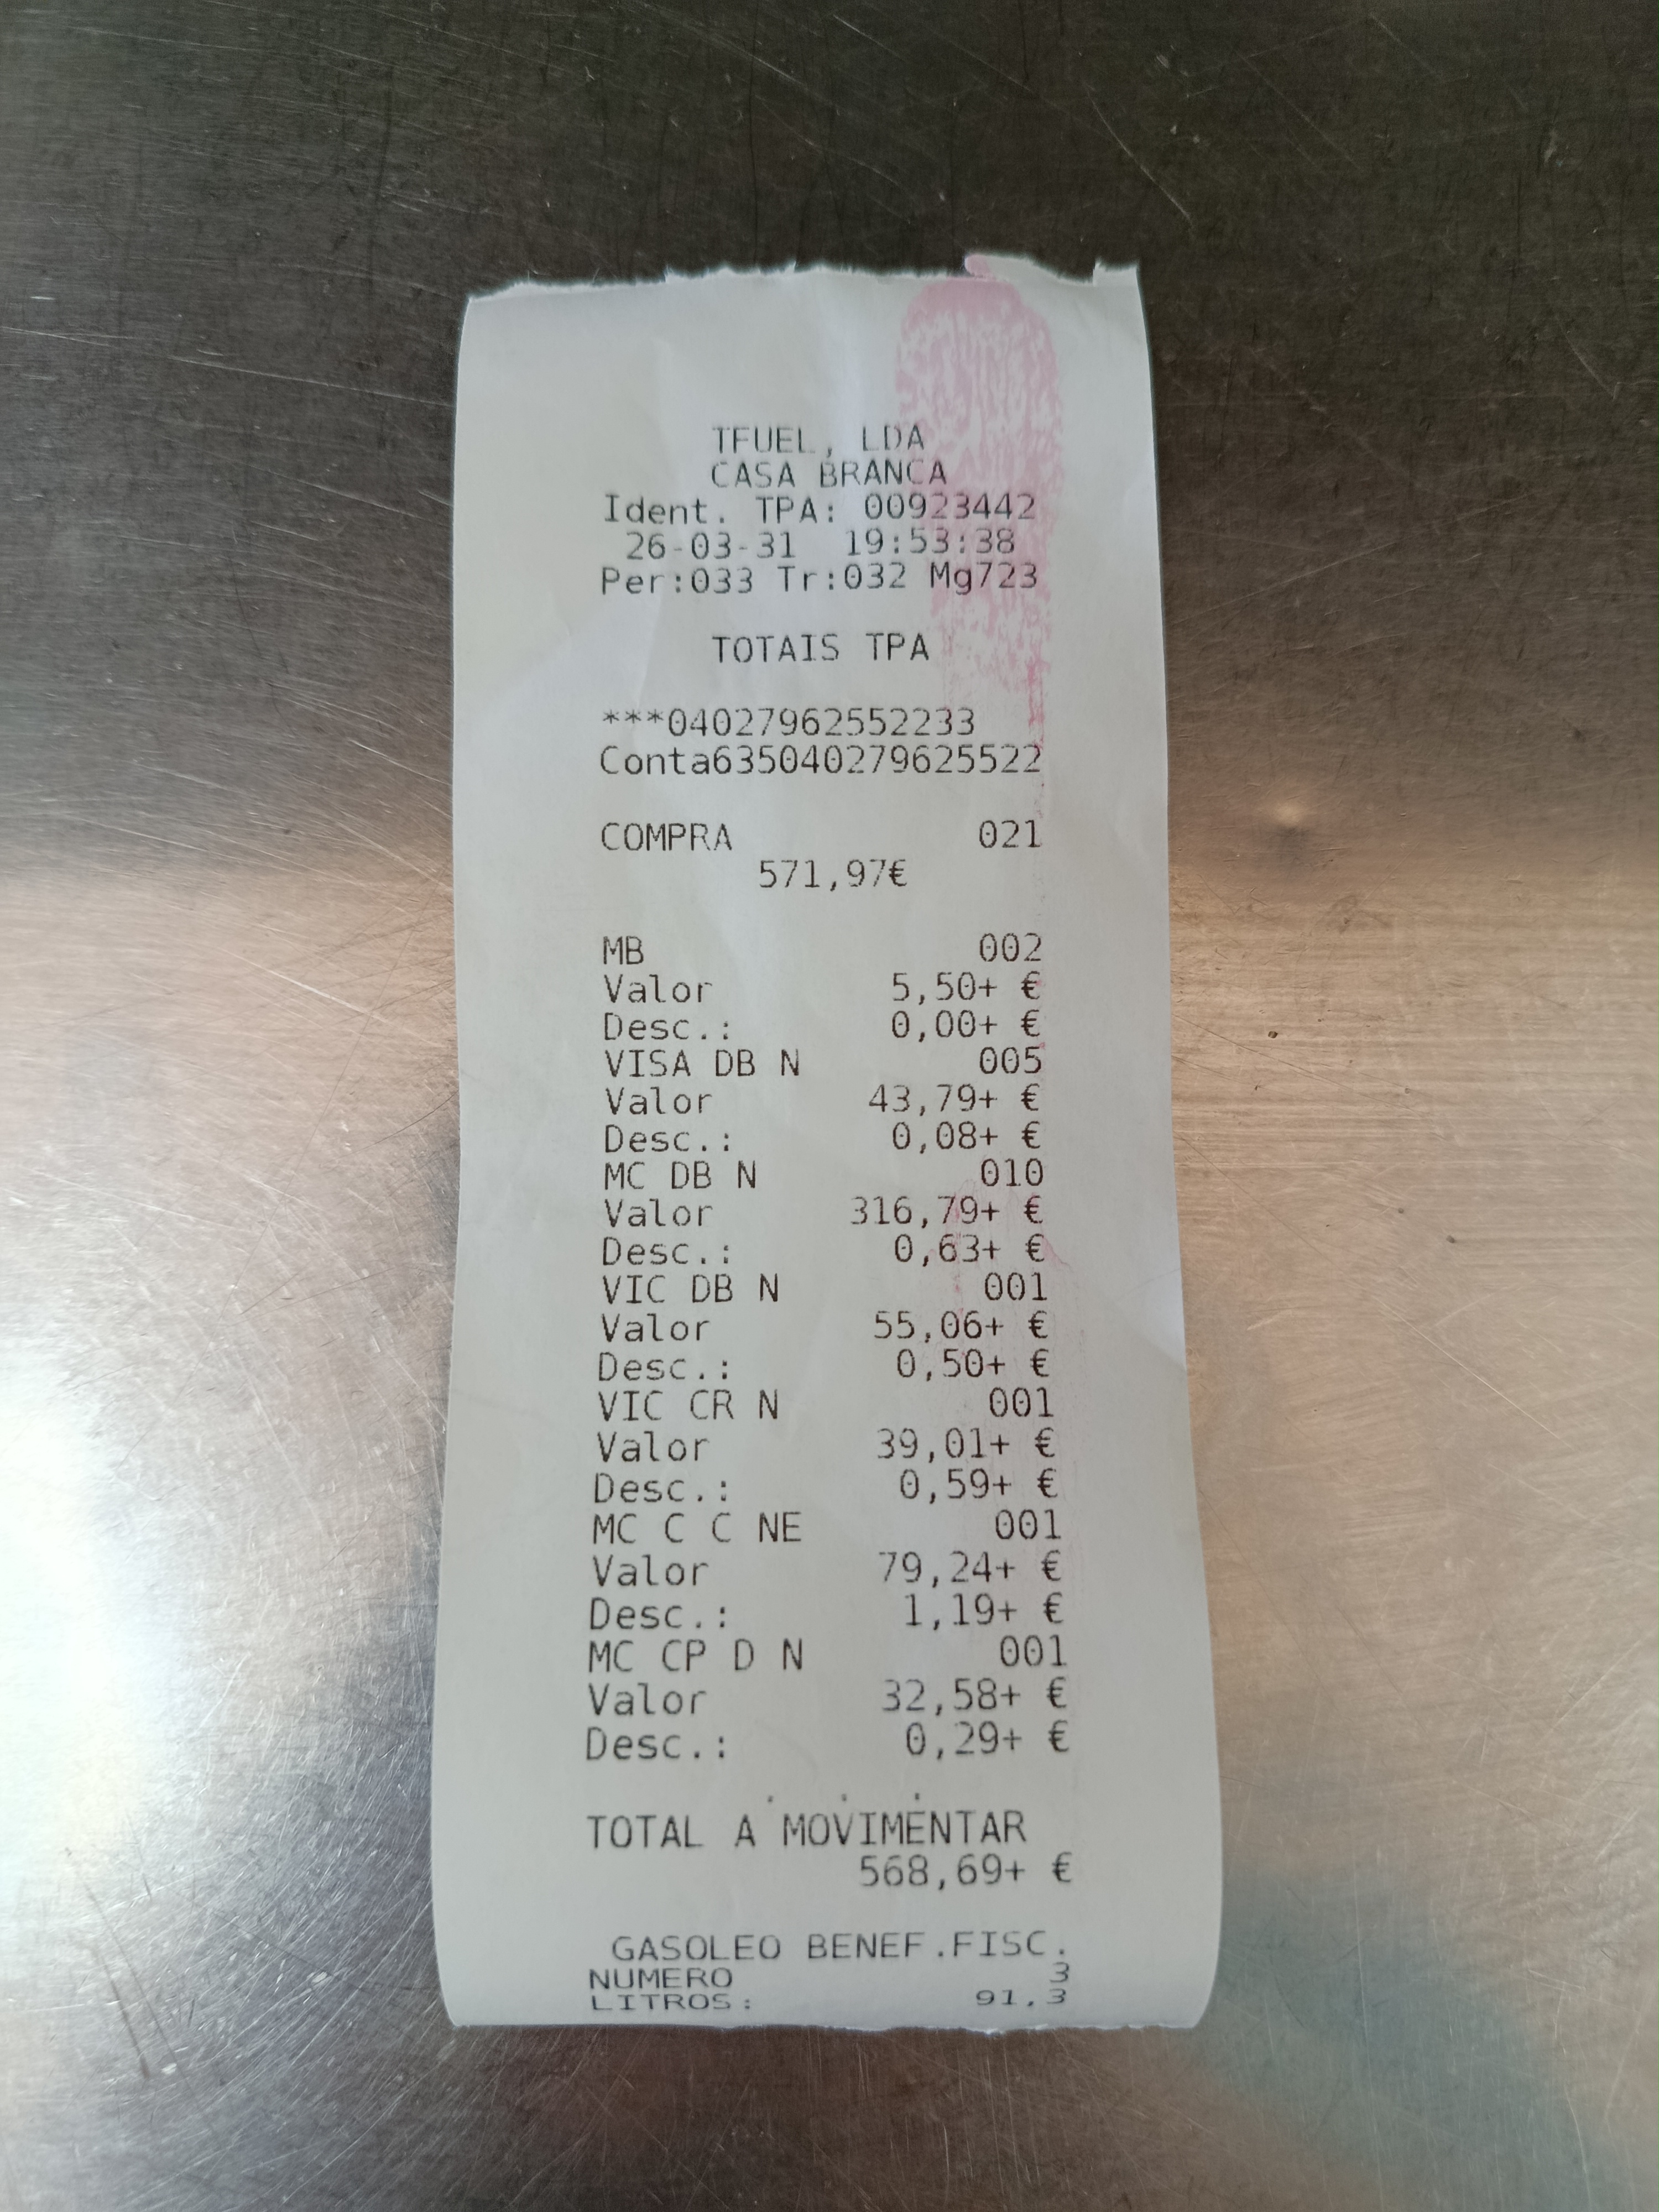 TFUEL, LDA
CASA BRANCA
Ident. TPA: 00923442
26-03-31 19:53:38
Per:033 Tr:032 Mg723
TOTAIS TPA
***04027962552233
Conta635040279625522
COMPRA 021
571,97€
MB 002
Valor 5,50+ €
Desc.: 0,00+ €
VISA DB N 005
Valor 43,79+ €
Desc.: 0,08+ €
MC DB N 010
Valor 316,79+ €
Desc.: 0,63+ €
VIC DB N 001
Valor 55,06+ €
Desc.: 0,50+ €
VIC CR N 001
Valor 39,01+ €
Desc.: 0,59+ €
MC C C NE 001
Valor 79,24+ €
Desc.: 1,19+ €
MC CP D N 001
Valor 32,58+ €
Desc.: 0,29+ €
TOTAL A MOVIMENTAR
568,69+ €
GASOLEO BENEF.FISC.
NUMERO 3
LITROS: 91,3